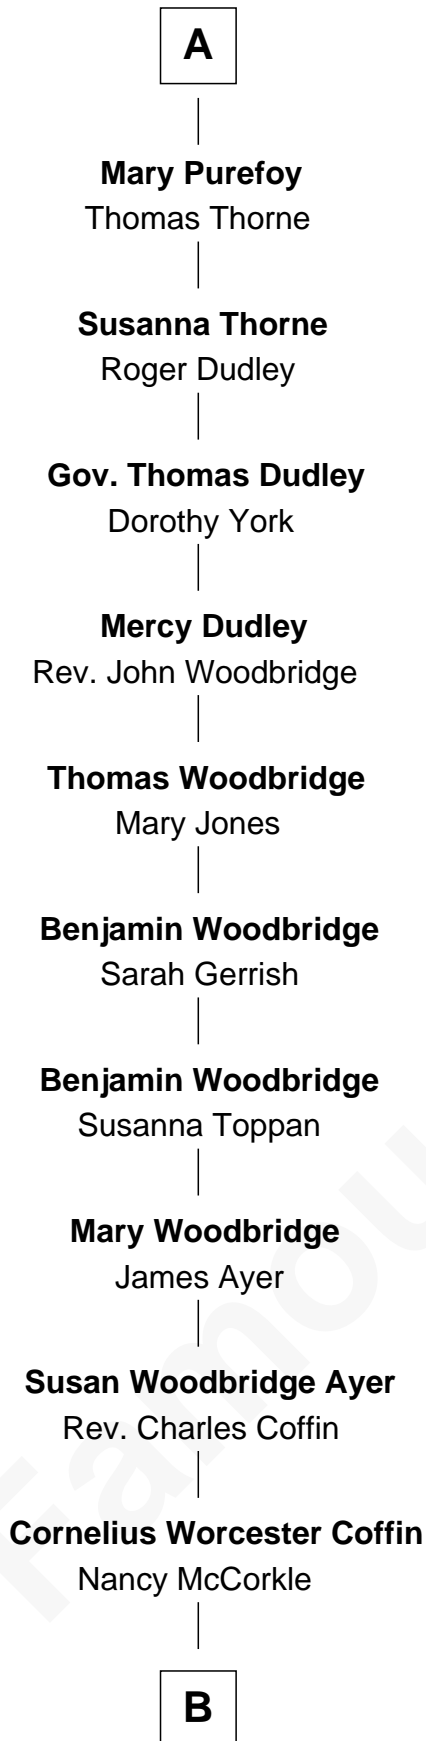 A
Mary Purefoy
Thomas Thorne
Susanna Thorne
Roger Dudley
Gov. Thomas Dudley
Dorothy York
Mercy Dudley
Rev. John Woodbridge
Thomas Woodbridge
Mary Jones
Benjamin Woodbridge
Sarah Gerrish
Benjamin Woodbridge
Susanna Toppan
Mary Woodbridge
James Ayer
Susan Woodbridge Ayer
Rev. Charles Coffin
Cornelius Worcester Coffin
Nancy McCorkle
B